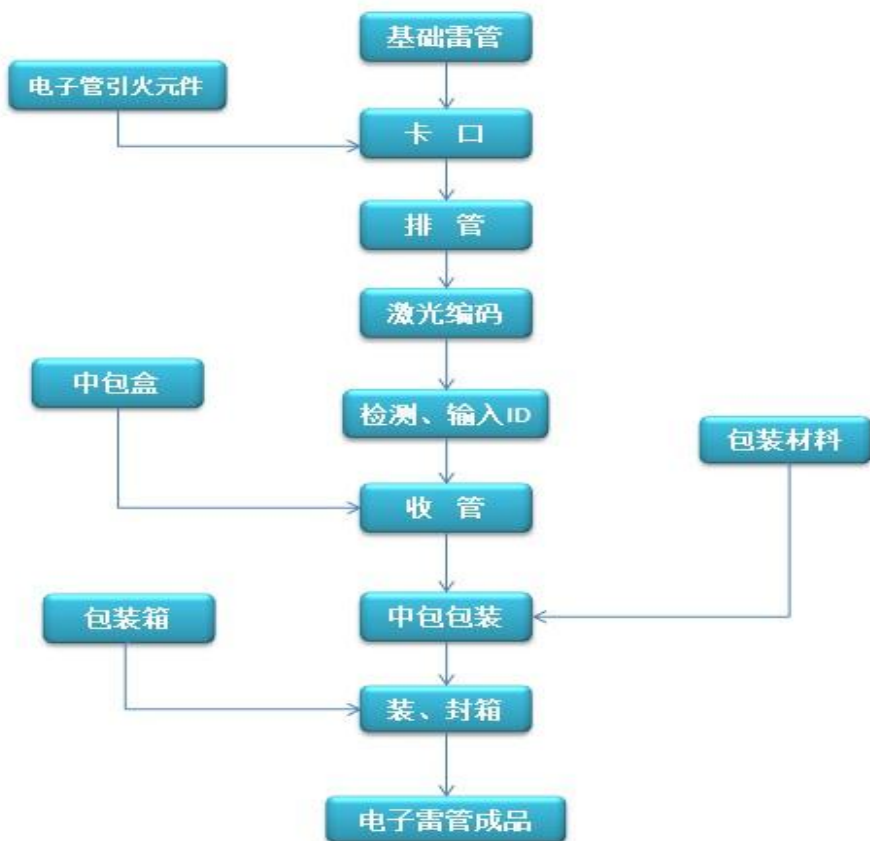 基础雷管
电子管引火元件
卡 口
排 管
激光编码
中包盒
检测、输入ID
包装材料
收 管
包装箱
中包包装
装、封箱
电子雷管成品